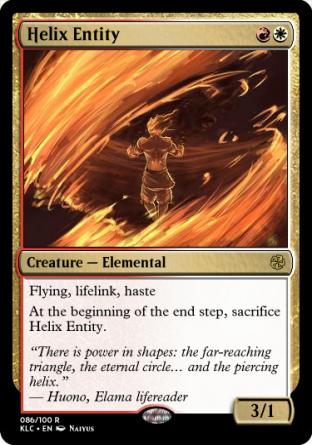 Helix Entity
Creature — Elemental
Flying, lifelink, haste
At the beginning of the end step, sacrifice
Helix Entity.
“There is power in shapes: the far-reaching
triangle, the eternal circle… and the piercing
helix.”
— Huono, Elama lifereader
3/1
086/100 R
KLC • EN Naiyus